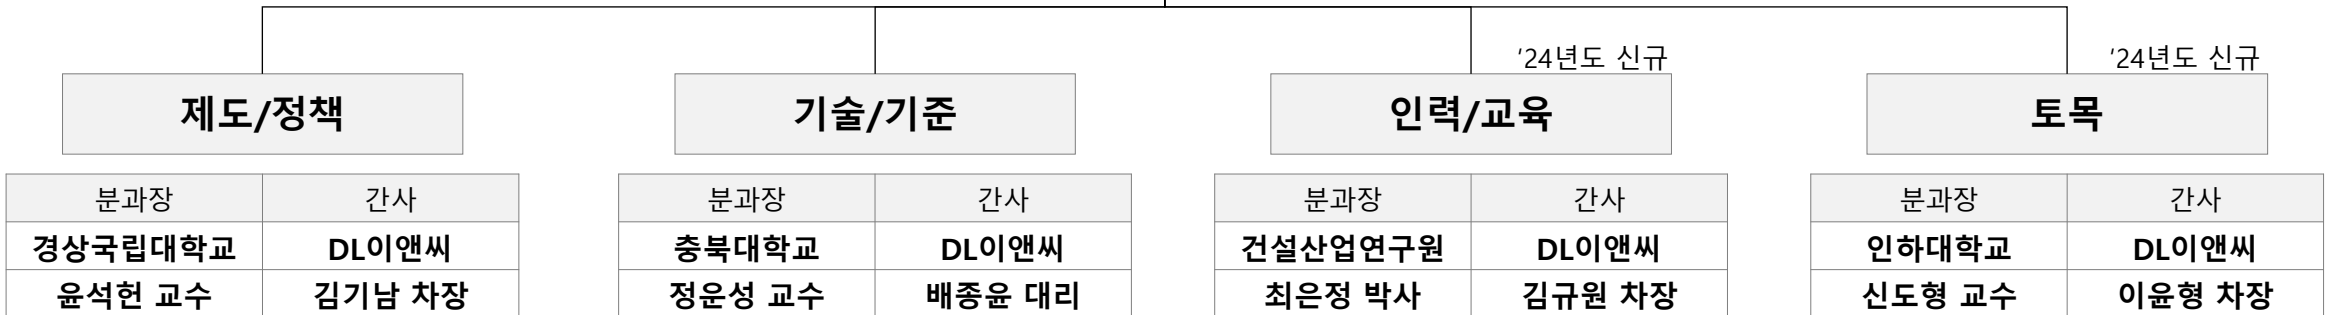 '24년도 신규 '24년도 신규
제도/정책 기술/기준 인력/교육 토목
분과장 간사 분과장 간사 분과장 간사 분과장 간사
경상국립대학교 DL이앤씨 충북대학교 DL이앤씨 건설산업연구원 DL이앤씨 인하대학교 DL이앤씨
윤석헌 교수 김기남 차장 정운성 교수 배종윤 대리 최은정 박사 김규원 차장 신도형 교수 이윤형 차장